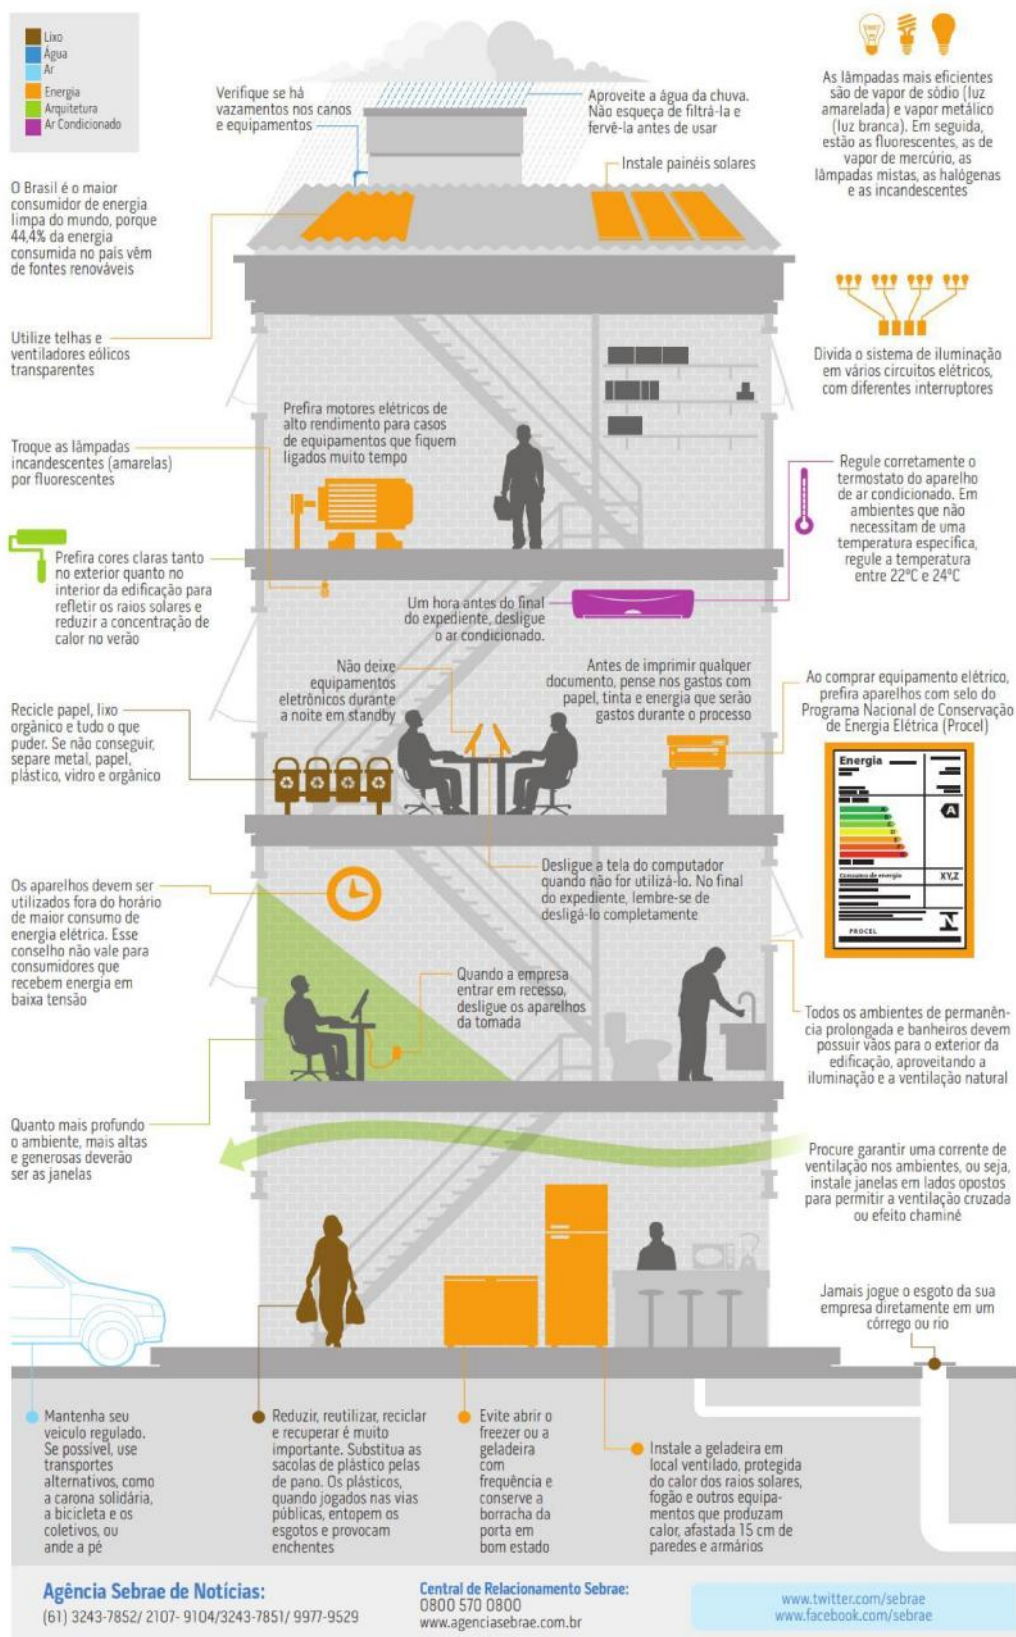 Lixo
Água
Ar
Energia
Arquitetura
Ar Condicionado
Verifique se há
vazamentos nos canos
e equipamentos
Aproveite a água da chuva.
Não esqueça de filtrá-la e
fervê-la antes de usar
Instale painéis solares
As lâmpadas mais eficientes
são de vapor de sódio (luz
amarelada) e vapor metálico
(luz branca). Em seguida,
estão as fluorescentes, as de
vapor de mercúrio, as
lâmpadas mistas, as halógenas
e as incandescentes
O Brasil é o maior
consumidor de energia
limpa do mundo, porque
44,4% da energia
consumida no país vêm
de fontes renováveis
Utilize telhas e
ventiladores eólicos
transparentes
Divida o sistema de iluminação
em vários circuitos elétricos,
com diferentes interruptores
Prefira motores elétricos de
alto rendimento para casos
de equipamentos que fiquem
ligados muito tempo
Troque as lâmpadas
incandescentes (amarelas)
por fluorescentes
Regule corretamente o
termostato do aparelho
de ar condicionado. Em
ambientes que não
necessitam de uma
temperatura específica,
regule a temperatura
entre 22ºC e 24ºC
Prefira cores claras tanto
no exterior quanto no
interior da edificação para
refletir os raios solares e
reduzir a concentração de
calor no verão
Um hora antes do final
do expediente, desligue
o ar condicionado.
Não deixe
equipamentos
eletrônicos durante
a noite em standby
Antes de imprimir qualquer
documento, pense nos gastos com
papel, tinta e energia que serão
gastos durante o processo
Ao comprar equipamento elétrico,
prefira aparelhos com selo do
Programa Nacional de Conservação
de Energia Elétrica (Procel)
Recicle papel, lixo
orgânico e tudo o que
puder. Se não conseguir,
separe metal, papel,
plástico, vidro e orgânico
Energia
A
Consumo de energia
XY,Z
PROCEL
Desligue a tela do computador
quando não for utilizá-lo. No final
do expediente, lembre-se de
desligá-lo completamente
Os aparelhos devem ser
utilizados fora do horário
de maior consumo de
energia elétrica. Esse
conselho não vale para
consumidores que
recebem energia em
baixa tensão
Quando a empresa
entrar em recesso,
desligue os aparelhos
da tomada
Todos os ambientes de permanên-
cia prolongada e banheiros devem
possuir vãos para o exterior da
edificação, aproveitando a
iluminação e a ventilação natural
Quanto mais profundo
o ambiente, mais altas
e generosas deverão
ser as janelas
Procure garantir uma corrente de
ventilação nos ambientes, ou seja,
instale janelas em lados opostos
para permitir a ventilação cruzada
ou efeito chaminé
Jamais jogue o esgoto da sua
empresa diretamente em um
córrego ou rio
Mantenha seu
veículo regulado.
Se possível, use
transportes
alternativos, como
a carona solidária,
a bicicleta e os
coletivos, ou
ande a pé
Reduzir, reutilizar, reciclar
e recuperar é muito
importante. Substitua as
sacolas de plástico pelas
de pano. Os plásticos,
quando jogados nas vias
públicas, entopem os
esgotos e provocam
enchentes
Evite abrir o
freezer ou a
geladeira
com
frequência e
conserve a
borracha da
porta em
bom estado
Instale a geladeira em
local ventilado, protegida
do calor dos raios solares,
fogão e outros equipa-
mentos que produzam
calor, afastada 15 cm de
paredes e armários
Agência Sebrae de Notícias:
(61) 3243-7852/ 2107- 9104/3243-7851/ 9977-9529
Central de Relacionamento Sebrae:
0800 570 0800
www.agenciasebrae.com.br
www.twitter.com/sebrae
www.facebook.com/sebrae